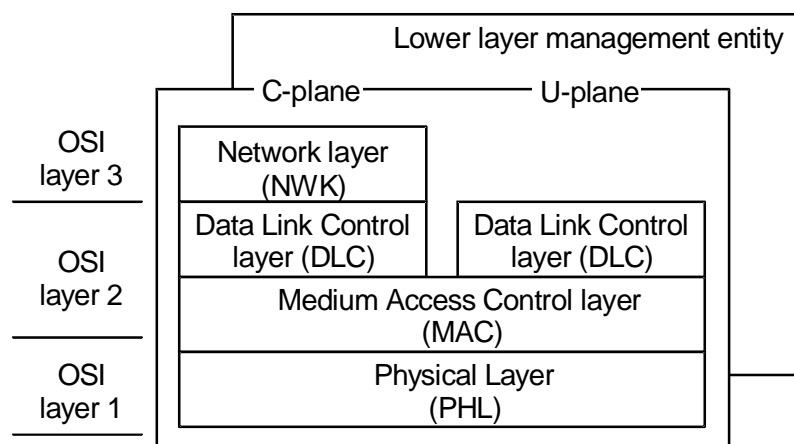 Lower layer management entity
C-plane U-plane
OSI
layer 3
Network layer
(NWK)
Data Link Control
layer (DLC)
Data Link Control
layer (DLC)
OSI
layer 2
Medium Access Control layer
(MAC)
OSI
layer 1
Physical Layer
(PHL)